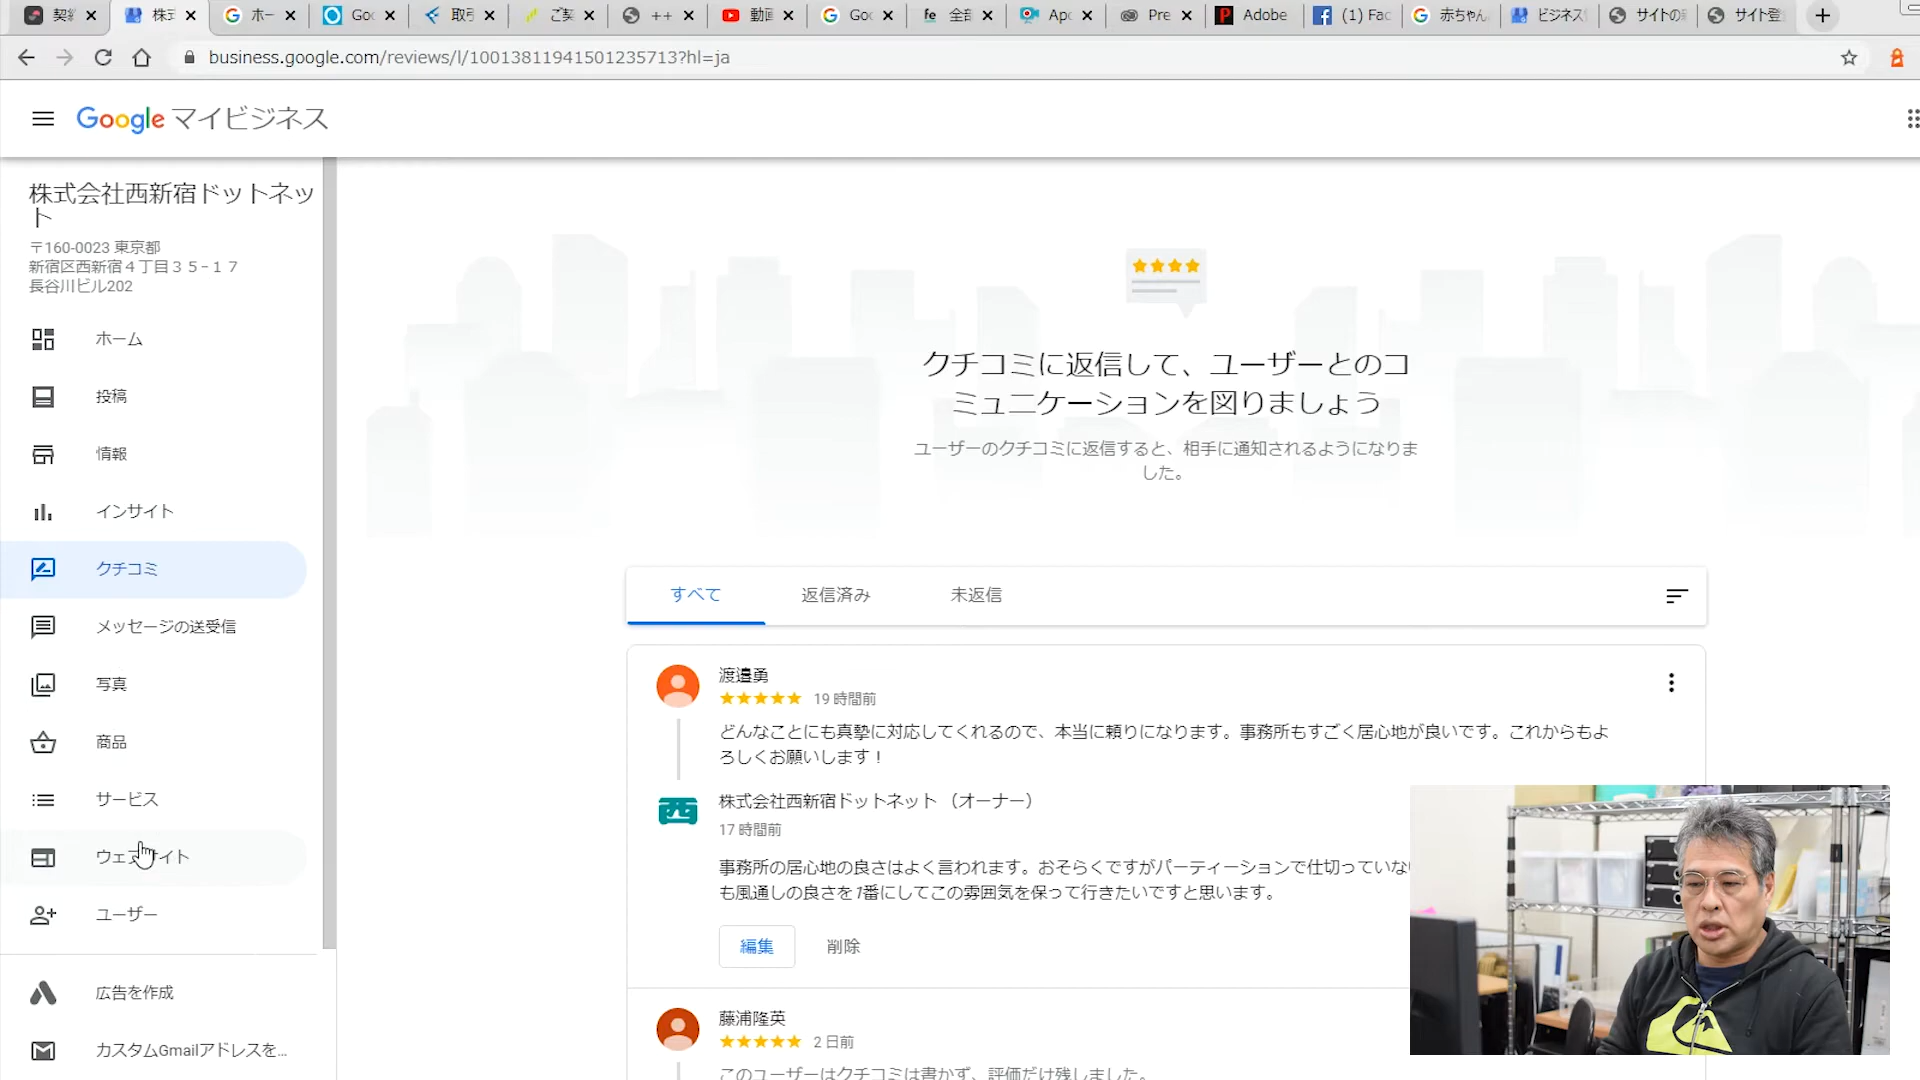 契約
株式
ホー
Goo
取引
ご契
++
動画
Goo
fe 全部
Apo
Pre
Adobe
(1) Fac
赤ちゃん
ビジネス
サイトの
サイト登
business.google.com/reviews/l/10013811941501235713?hl=ja
Google マイビジネス
株式会社西新宿ドットネッ
ト
〒160-0023 東京都
新宿区西新宿４丁目３５−１７
長谷川ビル202
ホーム
投稿
情報
インサイト
クチコミ
メッセージの送受信
写真
商品
サービス
ウェブサイト
ユーザー
広告を作成
カスタムGmailアドレスを...
クチコミに返信して、ユーザーとのコ
ミュニケーションを図りましょう
ユーザーのクチコミに返信すると、相手に通知されるようになりま
した。
すべて
返信済み
未返信
渡邉勇
19 時間前
どんなことにも真摯に対応してくれるので、本当に頼りになります。事務所もすごく居心地が良いです。これからもよ
ろしくお願いします！
西
株式会社西新宿ドットネット （オーナー）
17 時間前
事務所の居心地の良さはよく言われます。おそらくですがパーティーションで仕切っていない
も風通しの良さを1番にしてこの雰囲気を保って行きたいですと思います。
編集
削除
藤浦隆英
2 日前
このユーザーはクチコミは書かず、評価だけ残しました。